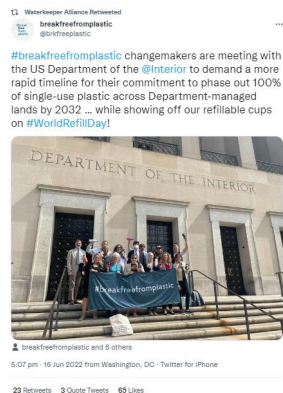 Waterkeeper Alliance Retweeted
breakfreefromplastic
@brkfreeplastic
#breakfreefromplastic changemakers are meeting with
the US Department of the @Interior to demand a more
rapid timeline for their commitment to phase out 100%
of single-use plastic across Department-managed
lands by 2032 ... while showing off our refillable cups
on #WorldRefillDay!
DEPARTMENT OF THE INTERIOR
#breakfreefromplastic
breakfreefromplastic and 6 others
5:07 pm · 16 Jun 2022 from Washington, DC · Twitter for iPhone
23 Retweets 3 Quote Tweets 65 Likes